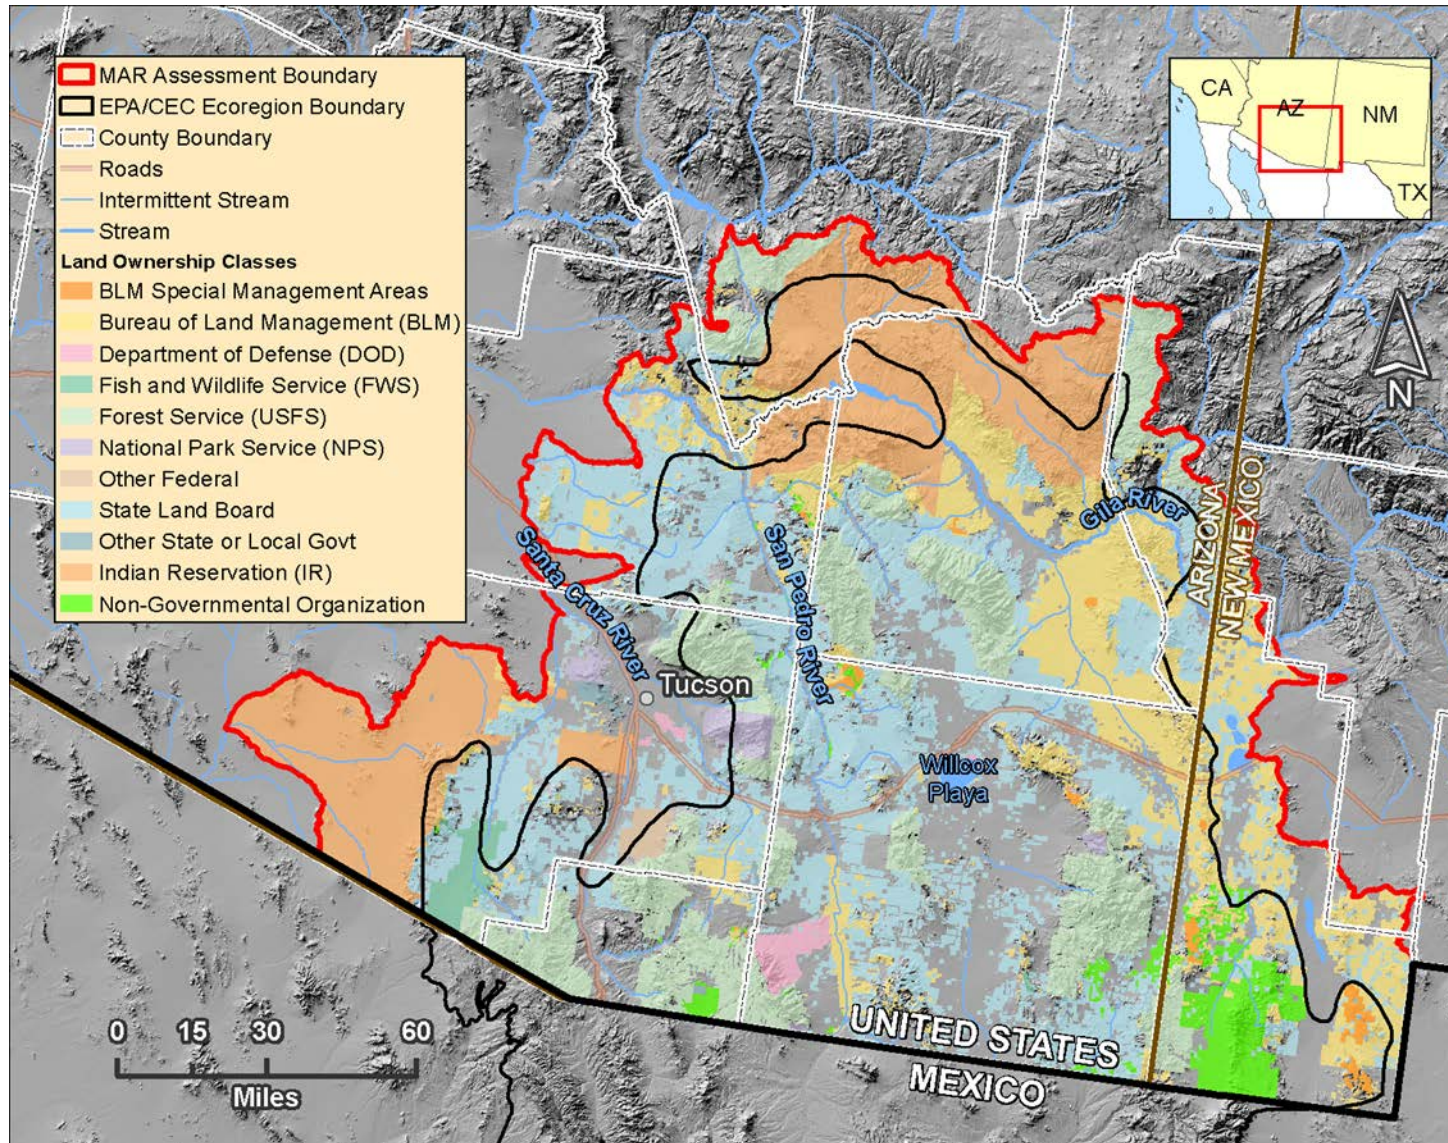 MAR Assessment Boundary
EPA/CEC Ecoregion Boundary
County Boundary
Roads
Intermittent Stream
Stream
Land Ownership Classes
BLM Special Management Areas
Bureau of Land Management (BLM)
Department of Defense (DOD)
Fish and Wildlife Service (FWS)
Forest Service (USFS)
National Park Service (NPS)
Other Federal
State Land Board
Other State or Local Govt
Indian Reservation (IR)
Non-Governmental Organization
CA
AZ
NM
TX
N
Gila River
ARIZONA
NEW MEXICO
Santa Cruz River
San Pedro River
Tucson
Willcox
Playa
UNITED STATES
MEXICO
0 15 30 60
Miles